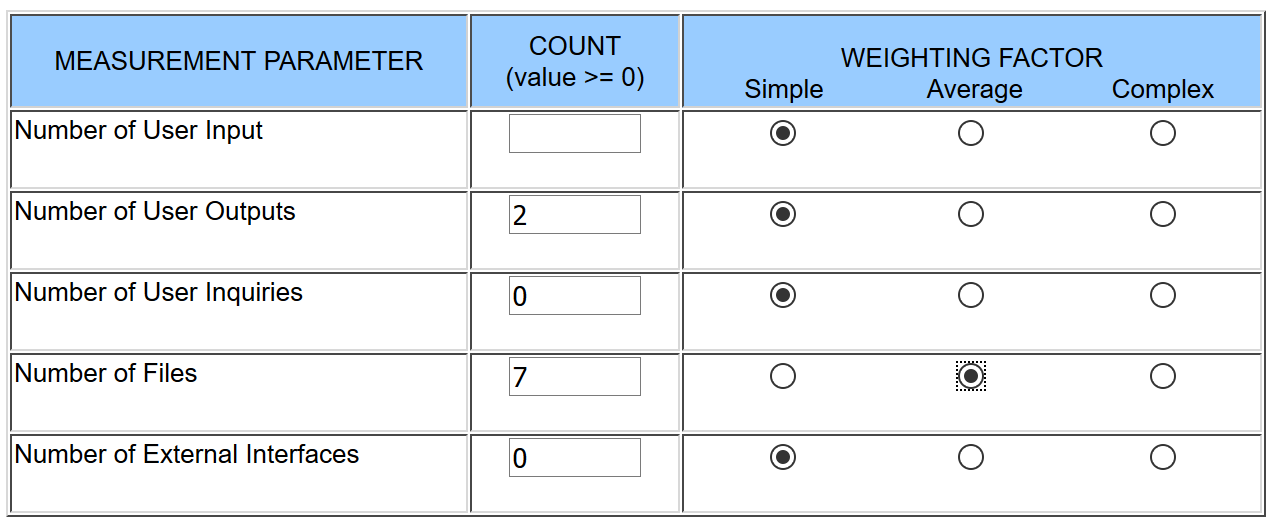 MEASUREMENT PARAMETER
COUNT
(value >= 0)
WEIGHTING FACTOR
Simple Average Complex
Number of User Input
Number of User Outputs 2
Number of User Inquiries 0
Number of Files 7
Number of External Interfaces 0